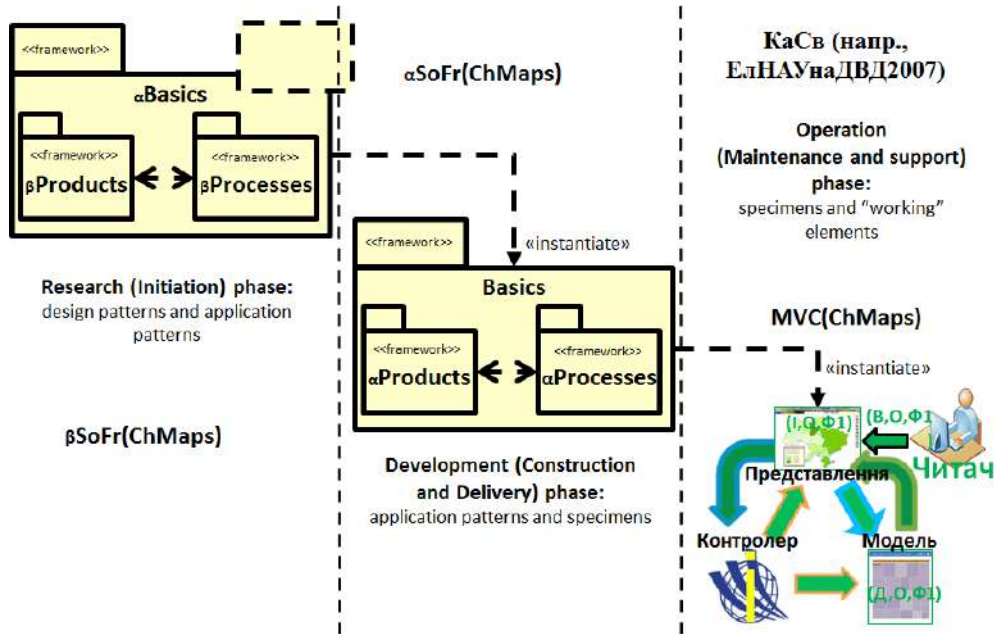 <<framework>>
αBasics
<<framework>>
βProducts
<<framework>>
βProcesses
Research (Initiation) phase:
design patterns and application
patterns
βSoFr(ChMaps)
αSoFr(ChMaps)
«instantiate»
<<framework>>
Basics
<<framework>>
αProducts
<<framework>>
αProcesses
Development (Construction
and Delivery) phase:
application patterns and specimens
КаСв (напр.,
ЕлНАУнаДВД2007)
Operation
(Maintenance and support)
phase:
specimens and “working”
elements
MVC(ChMaps)
«instantiate»
(І,О,Ф1)
(В,О,Ф1
Читач
Представлення
Контролер
Модель
(Д,О,Ф1)